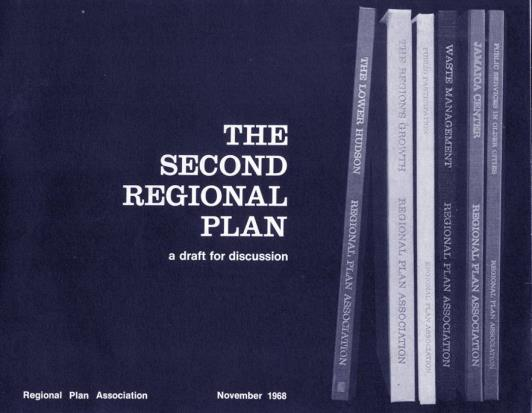 THE
SECOND
REGIONAL
PLAN
a draft for discussion
Regional Plan Association November 1968
THE LOWER HUDSON REGIONAL PLAN ASSOCIATION
THE REGION'S GROWTH REGIONAL PLAN ASSOCIATION
PUBLIC PARTICIPATION REGIONAL PLAN ASSOCIATION
WASTE MANAGEMENT REGIONAL PLAN ASSOCIATION
JAMAICA CENTER REGIONAL PLAN ASSOCIATION
PUBLIC SERVICES IN OLDER CITIES REGIONAL PLAN ASSOCIATION